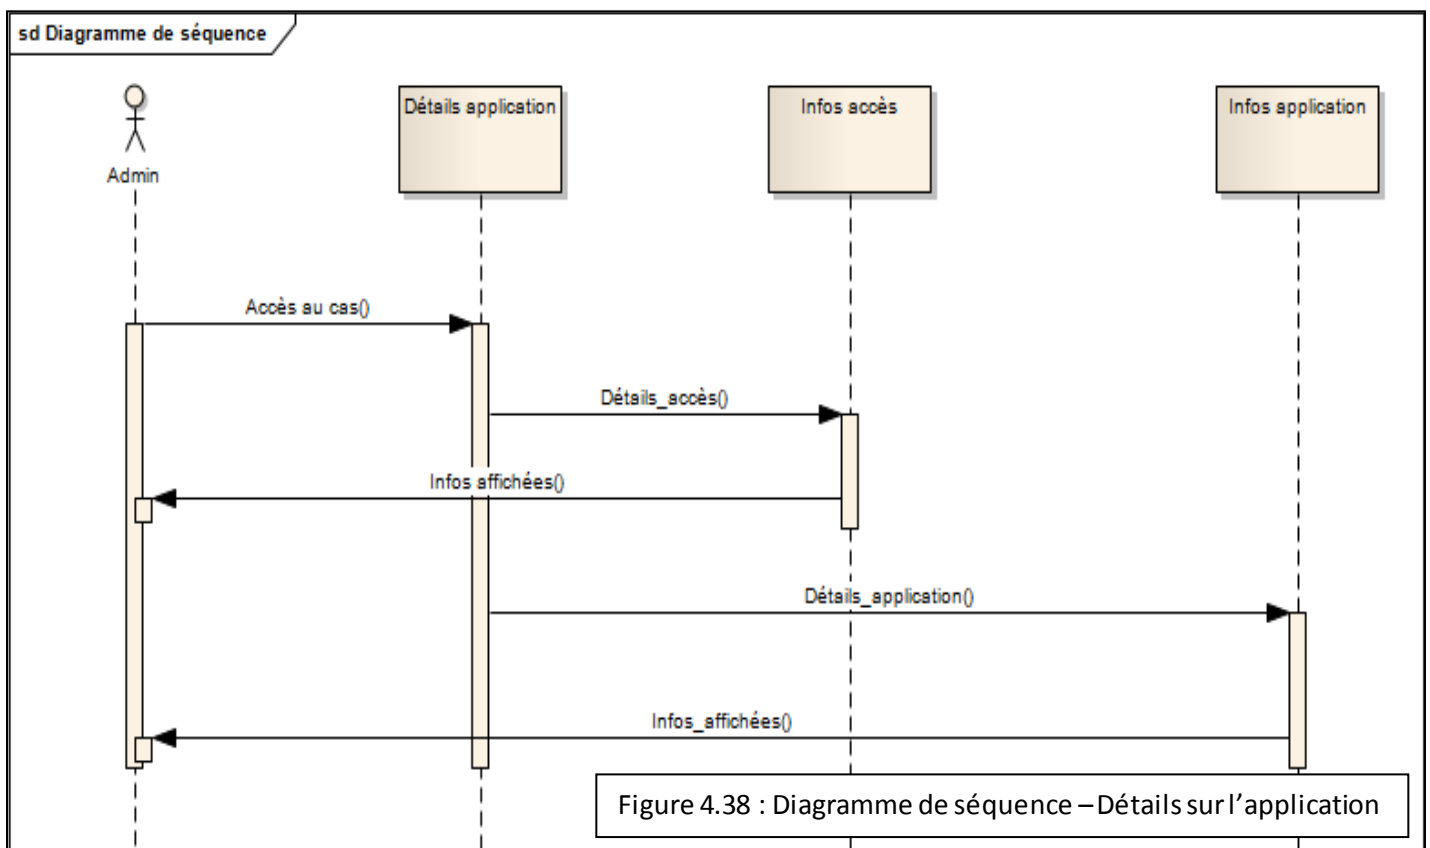 sd Diagramme de séquence
Détails application
Infos accès
Infos application
Admin
Accès au cas()
Détails_accès()
Infos affichées()
Détails_application()
Infos_affichées()
Figure 4.38 : Diagramme de séquence – Détails sur l’application